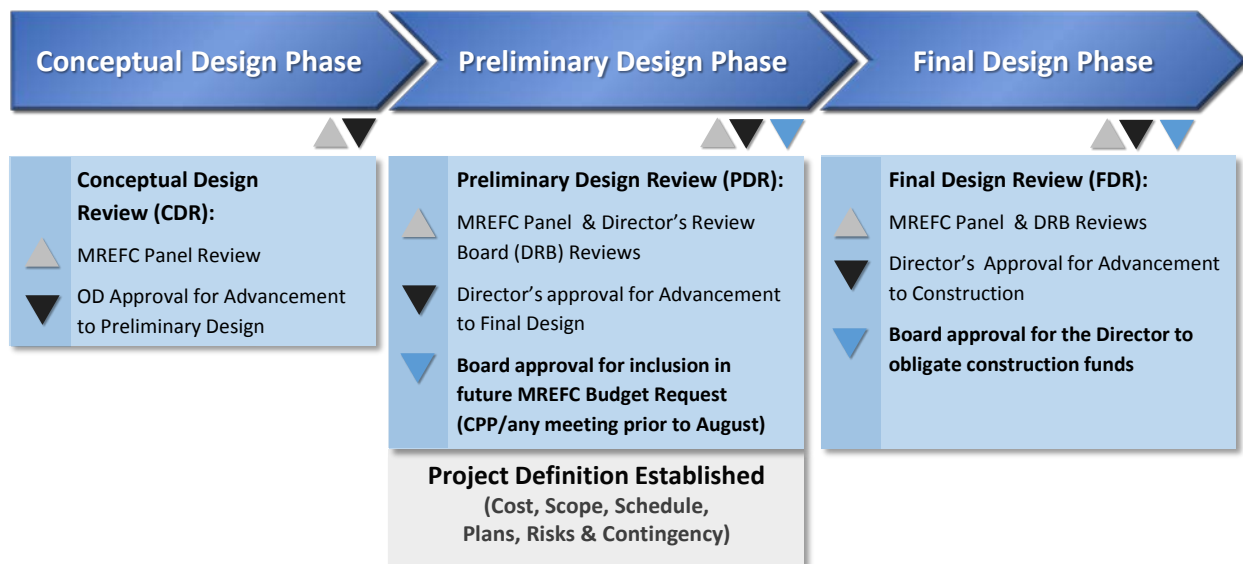 Conceptual Design Phase
Preliminary Design Phase
Final Design Phase
Conceptual Design
Review (CDR):
MREFC Panel Review
OD Approval for Advancement
to Preliminary Design
Preliminary Design Review (PDR):
MREFC Panel & Director's Review
Board (DRB) Reviews
Director's approval for Advancement
to Final Design
Board approval for inclusion in
future MREFC Budget Request
(CPP/any meeting prior to August)
Project Definition Established
(Cost, Scope, Schedule,
Plans, Risks & Contingency)
Final Design Review (FDR):
MREFC Panel & DRB Reviews
Director's Approval for Advancement
to Construction
Board approval for the Director to
obligate construction funds